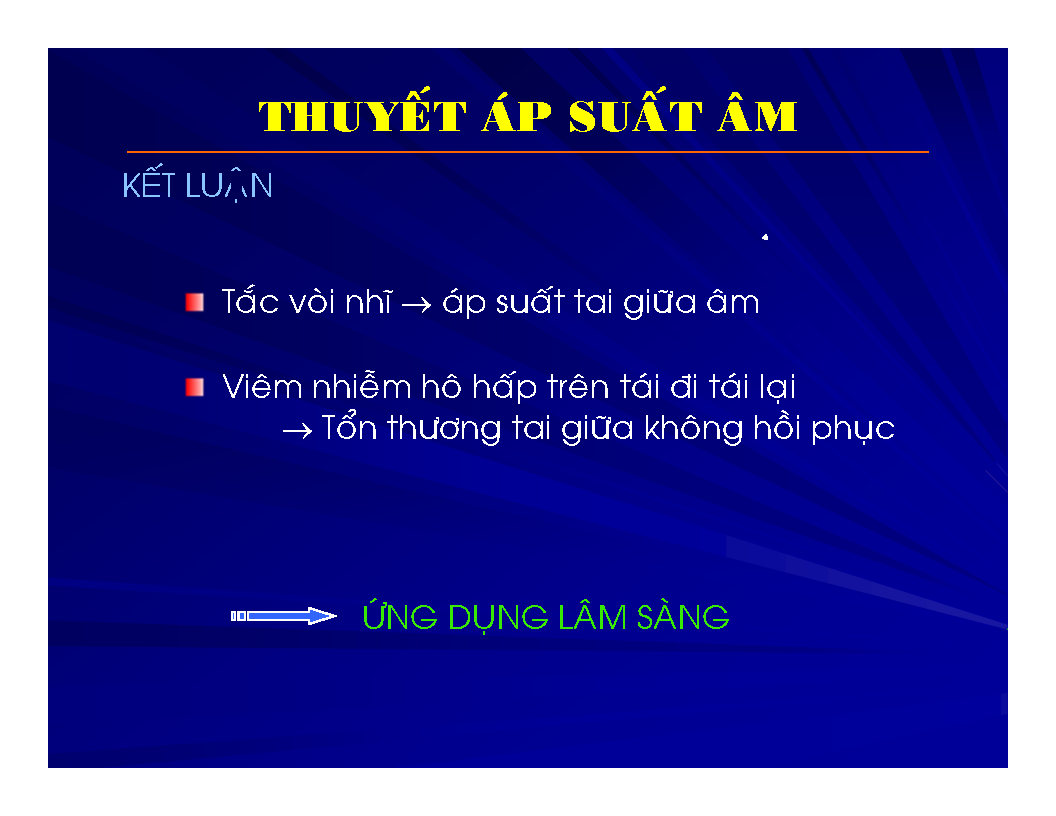 THUYẾT ÁP SUẤT ÂM
KẾT LUẬN
Tắc vòi nhĩ → áp suất tai giữa âm
Viêm nhiễm hô hấp trên tái đi tái lại
→ Tổn thương tai giữa không hồi phục
ỨNG DỤNG LÂM SÀNG